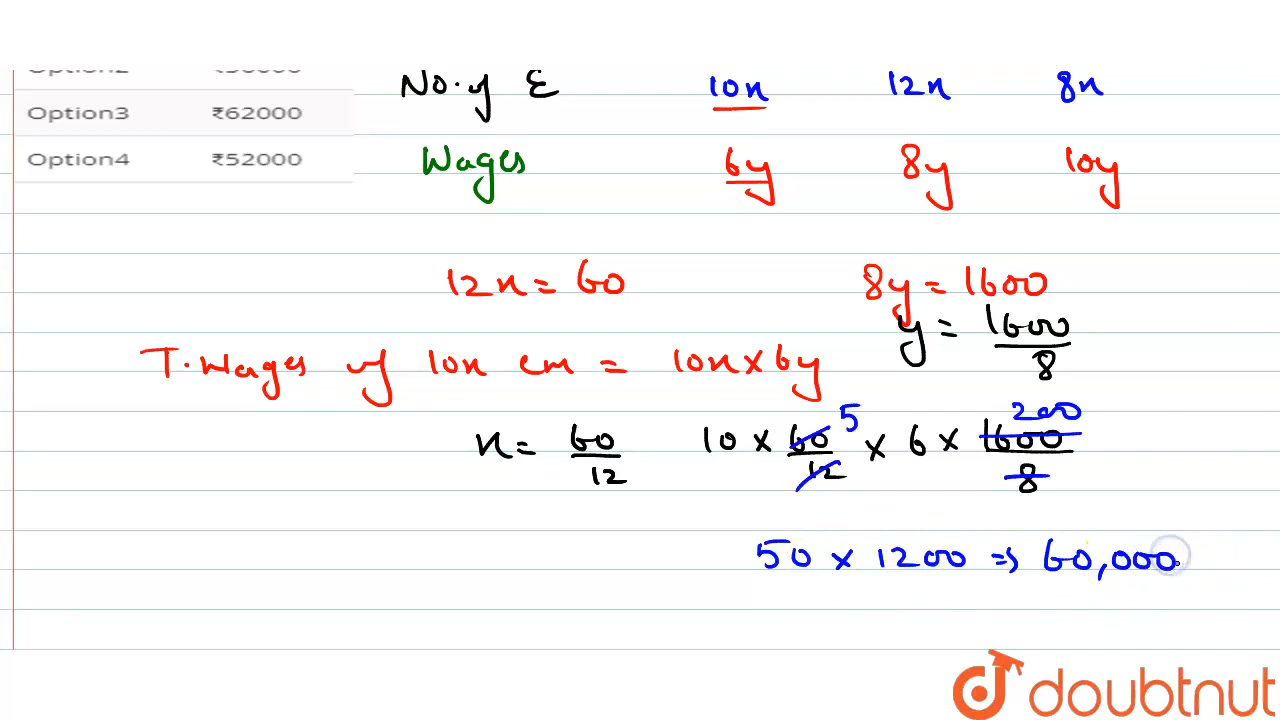 No. of E 10x 12x 8x
Option3 ₹62000
Option4 ₹52000
Wages 6y 8y 10y
12x = 60 8y = 1600
y = 1600/8
T. Wages of 10x em = 10x × 6y
x = 60/12 10 × 60/12 5 × 6 × 1600/8 200
50 × 1200 ⇒ 60,000
doubtnut